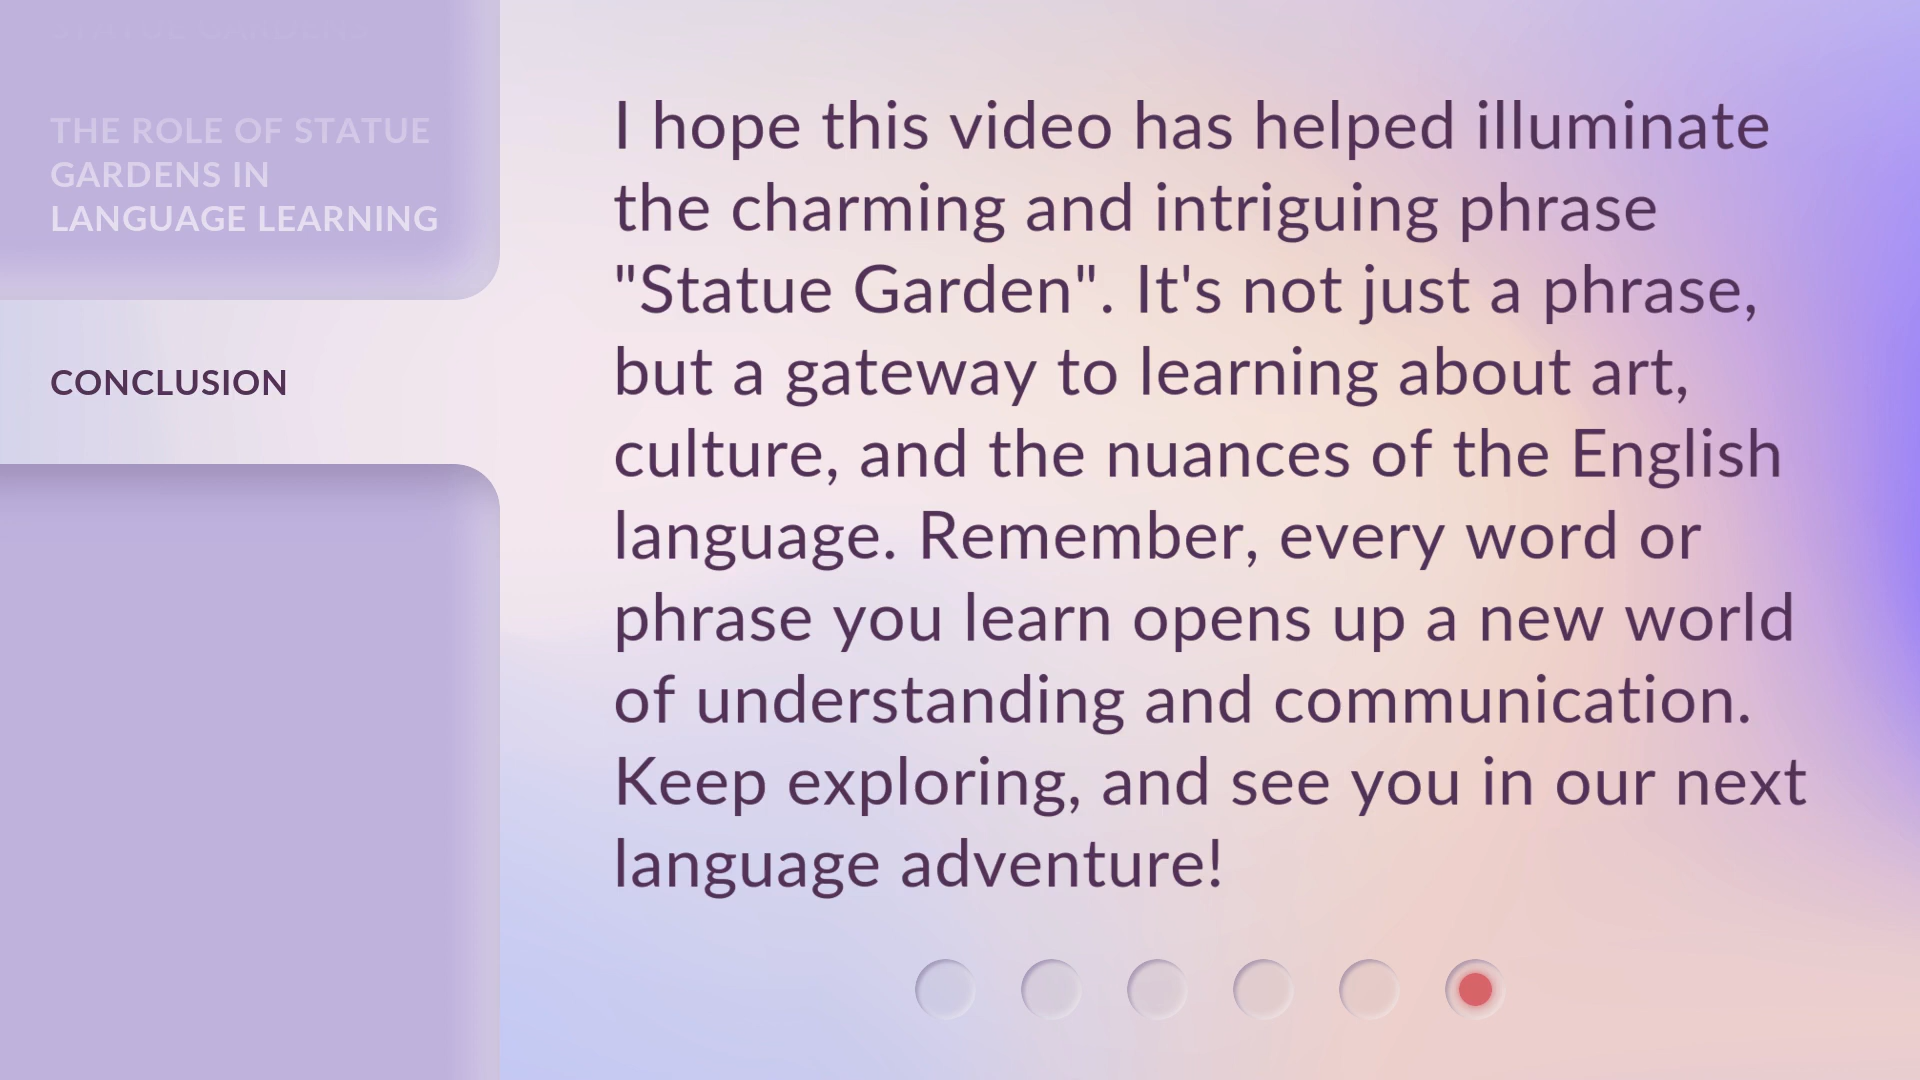 THE ROLE OF STATUE
GARDENS IN
LANGUAGE LEARNING
CONCLUSION
I hope this video has helped illuminate
the charming and intriguing phrase
"Statue Garden". It's not just a phrase,
but a gateway to learning about art,
culture, and the nuances of the English
language. Remember, every word or
phrase you learn opens up a new world
of understanding and communication.
Keep exploring, and see you in our next
language adventure!